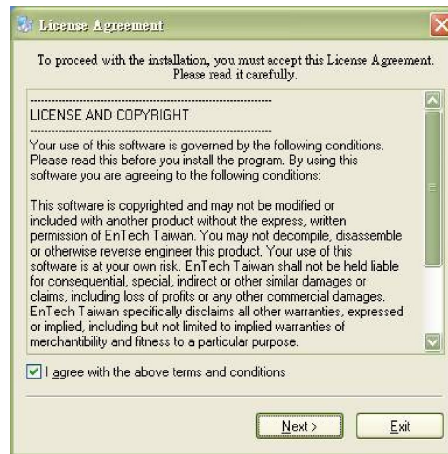 License Agreement
To proceed with the installation, you must accept this License Agreement.
Please read it carefully.
------------------------------------------------------------
LICENSE AND COPYRIGHT
------------------------------------------------------------
Your use of this software is governed by the following conditions.
Please read this before you install the program. By using this
software you are agreeing to the following conditions:
This software is copyrighted and may not be modified or
included with another product without the express, written
permission of EnTech Taiwan. You may not decompile, disassemble
or otherwise reverse engineer this product. Your use of this
software is at your own risk. EnTech Taiwan shall not be held liable
for consequential, special, indirect or other similar damages or
claims, including loss of profits or any other commercial damages.
EnTech Taiwan specifically disclaims all other warranties, expressed
or implied, including but not limited to implied warranties of
merchantibility and fitness to a particular purpose.
I agree with the above terms and conditions
Next >
Exit